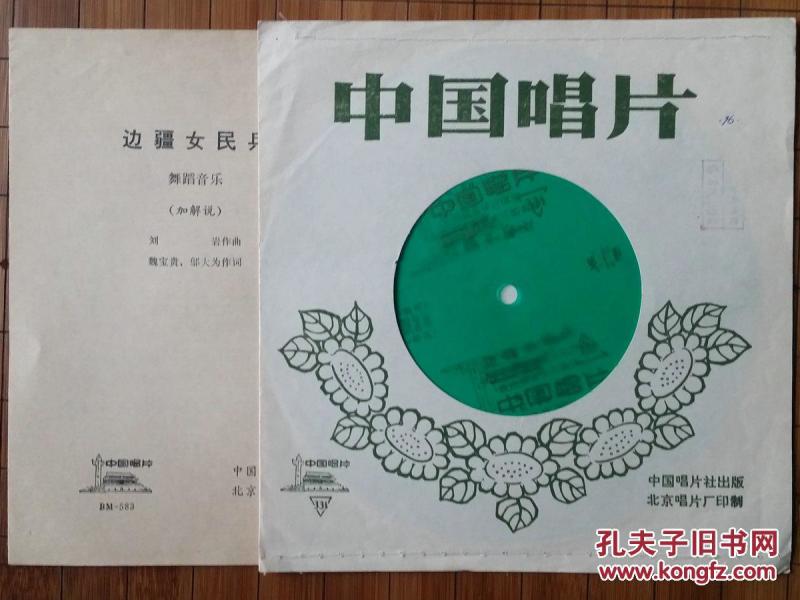 边疆女民兵
舞蹈音乐
（加解说）
刘 岩作曲
魏宝贵，邬大为作词
中国唱片
BM-583
中国
北京
中国唱片
·96·
中国唱片
331
中国唱片社出版
北京唱片厂印制
孔夫子旧书网
www.kongfz.com